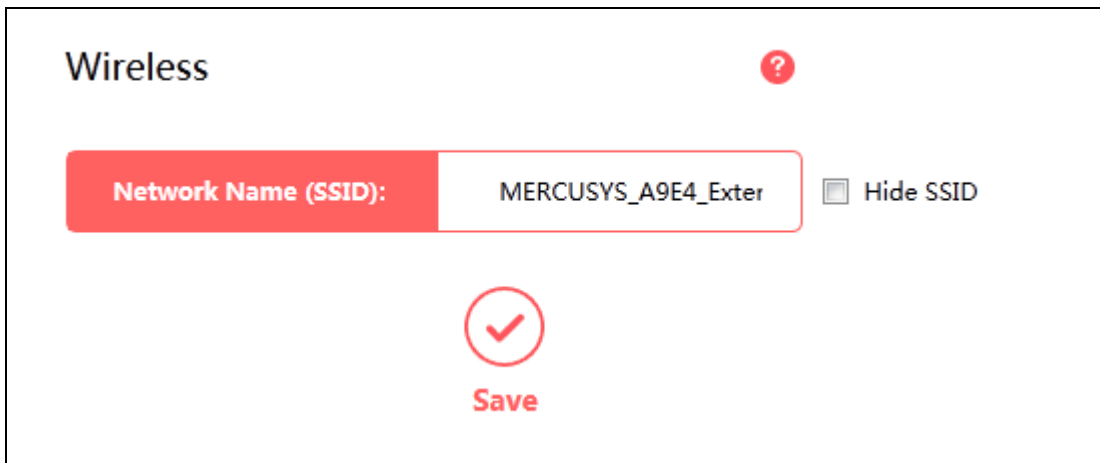 Wireless
?
Network Name (SSID): MERCUSYS_A9E4_Exter Hide SSID
Save